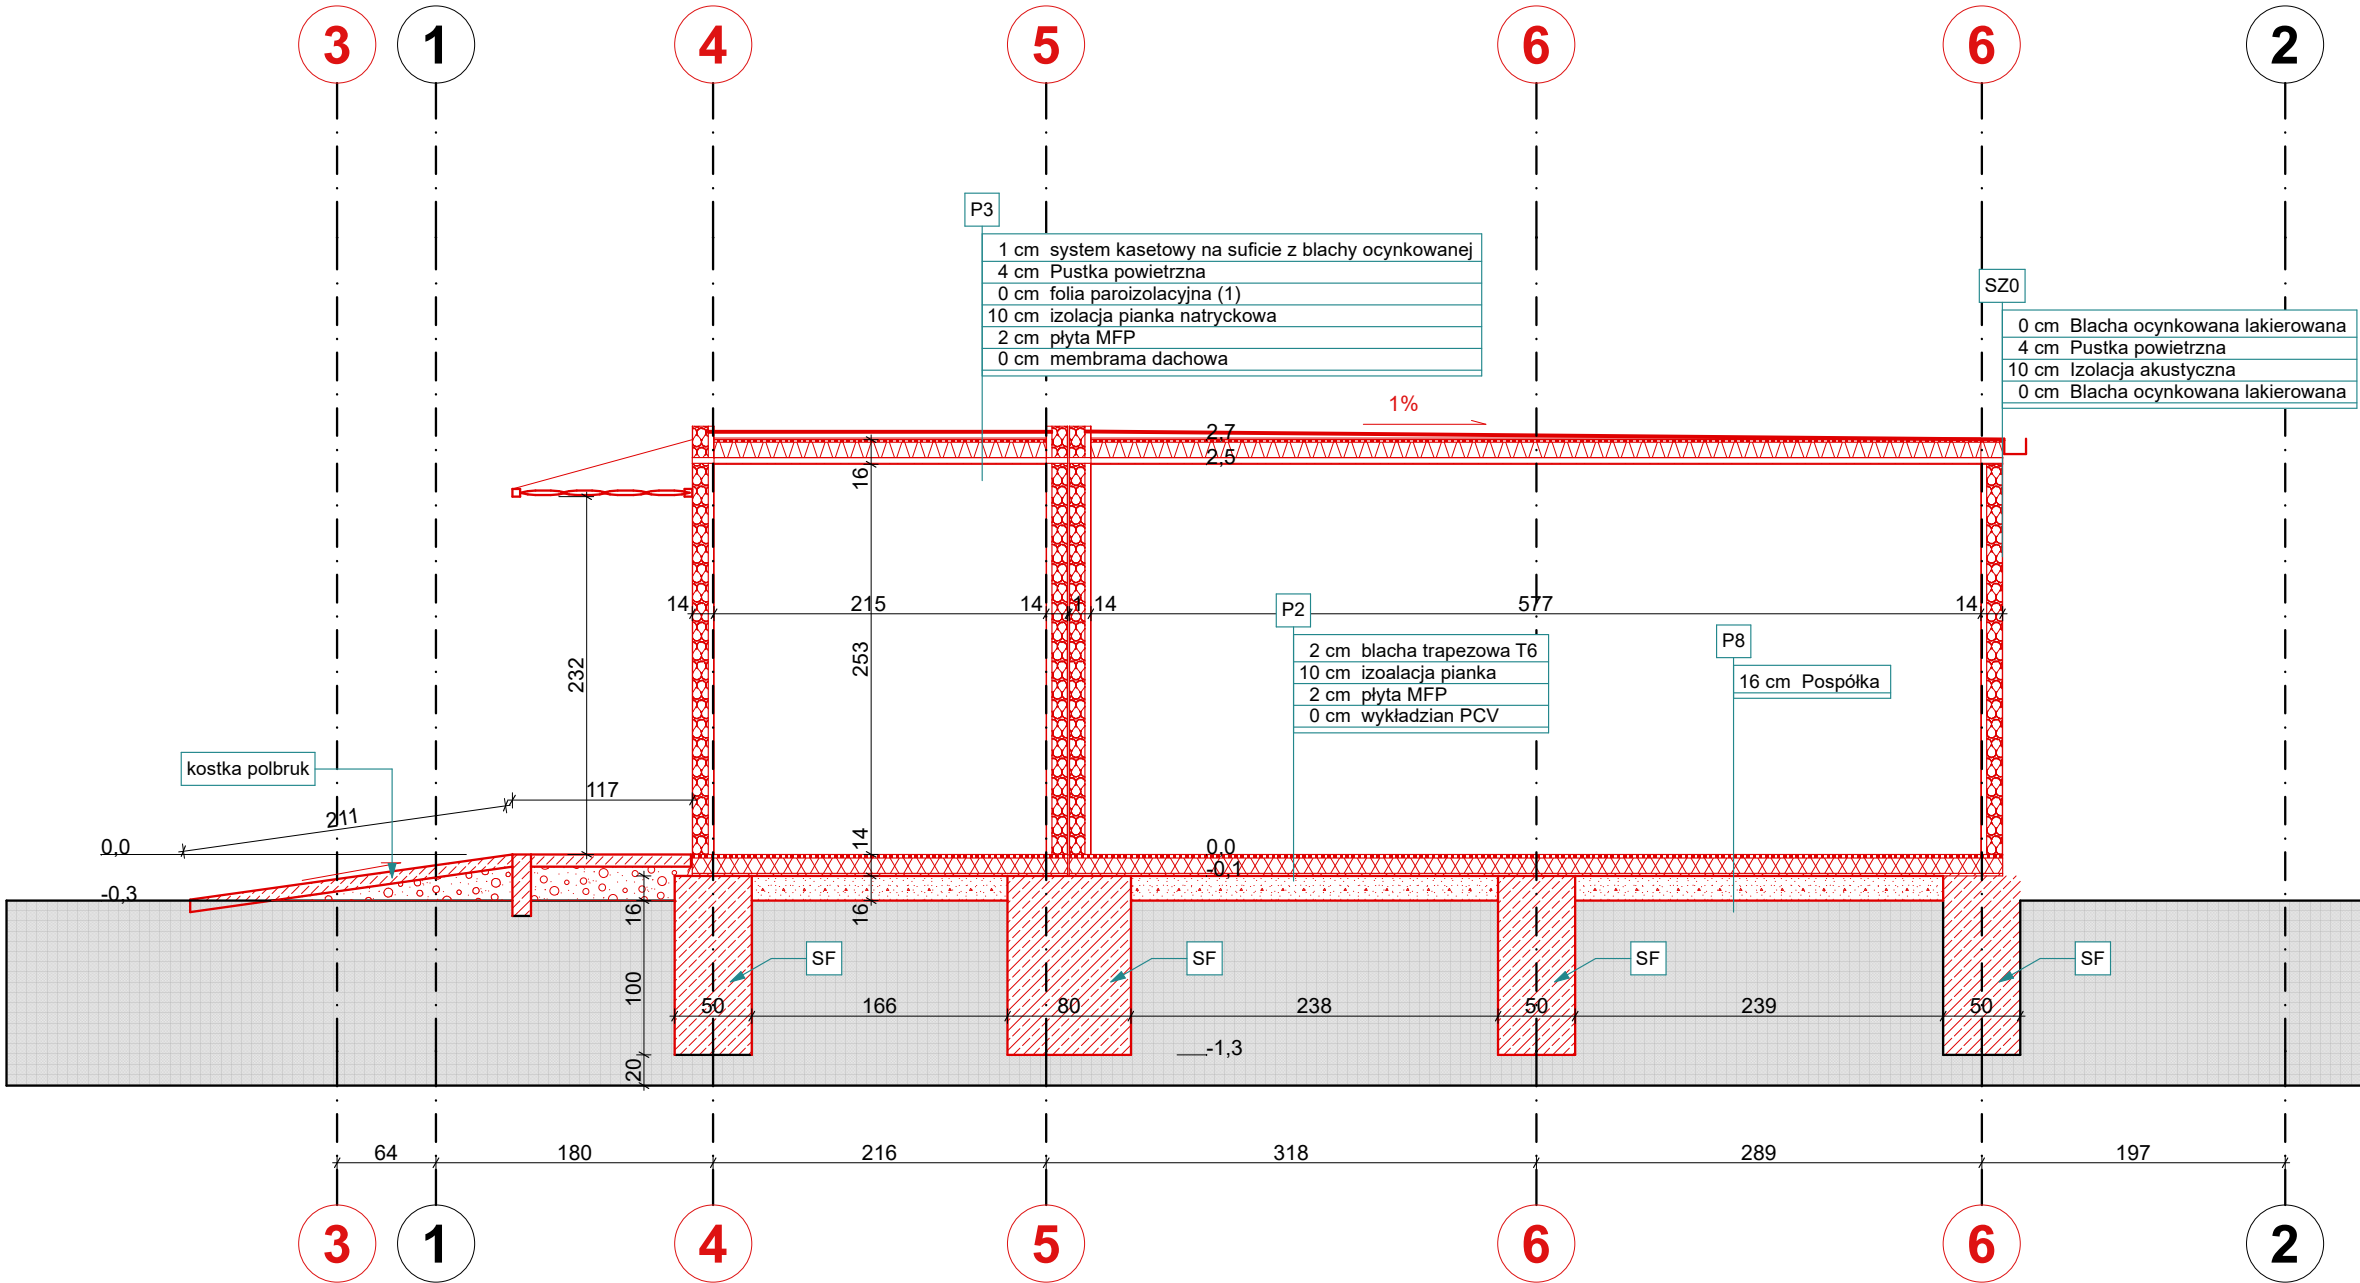 3 1 4 5 6 6 2
P3
1 cm system kasetowy na suficie z blachy ocynkowanej
4 cm Pustka powietrzna
0 cm folia paroizolacyjna (1)
10 cm izolacja pianka natryckowa
2 cm płyta MFP
0 cm membrama dachowa
SZ0
0 cm Blacha ocynkowana lakierowana
4 cm Pustka powietrzna
10 cm Izolacja akustyczna
0 cm Blacha ocynkowana lakierowana
1%
2,7
2,5
16
14 215 14 1 14 577 14
P2
2 cm blacha trapezowa T6
10 cm izoalacja pianka
2 cm płyta MFP
0 cm wykładzian PCV
P8
16 cm Pospółka
232
253
kostka polbruk
117
211
14
0,0
0,0
-0,1
-0,3
16
16
SF SF SF SF
100
50 166 80 238 50 239 50
-1,3
20
64 180 216 318 289 197
3 1 4 5 6 6 2